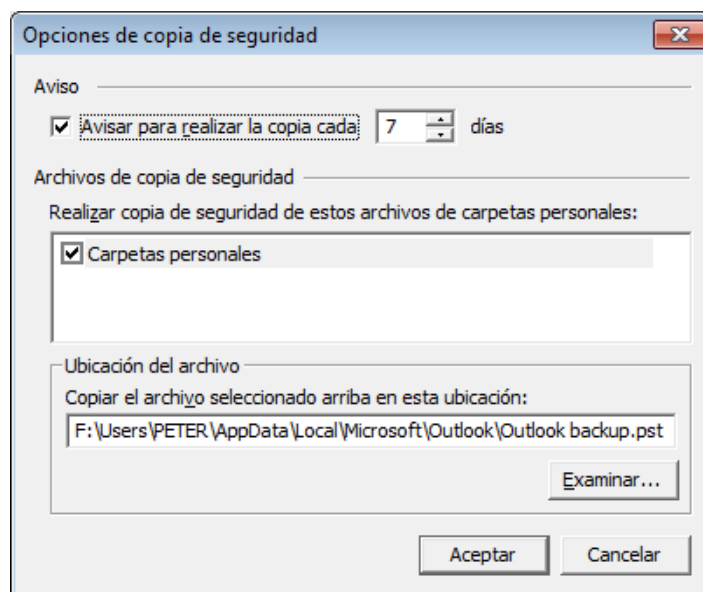 Opciones de copia de seguridad
Aviso
Avisar para realizar la copia cada 7 días
Archivos de copia de seguridad
Realizar copia de seguridad de estos archivos de carpetas personales:
Carpetas personales
Ubicación del archivo
Copiar el archivo seleccionado arriba en esta ubicación:
F:\Users\PETER\AppData\Local\Microsoft\Outlook\Outlook backup.pst
Examinar...
Aceptar Cancelar